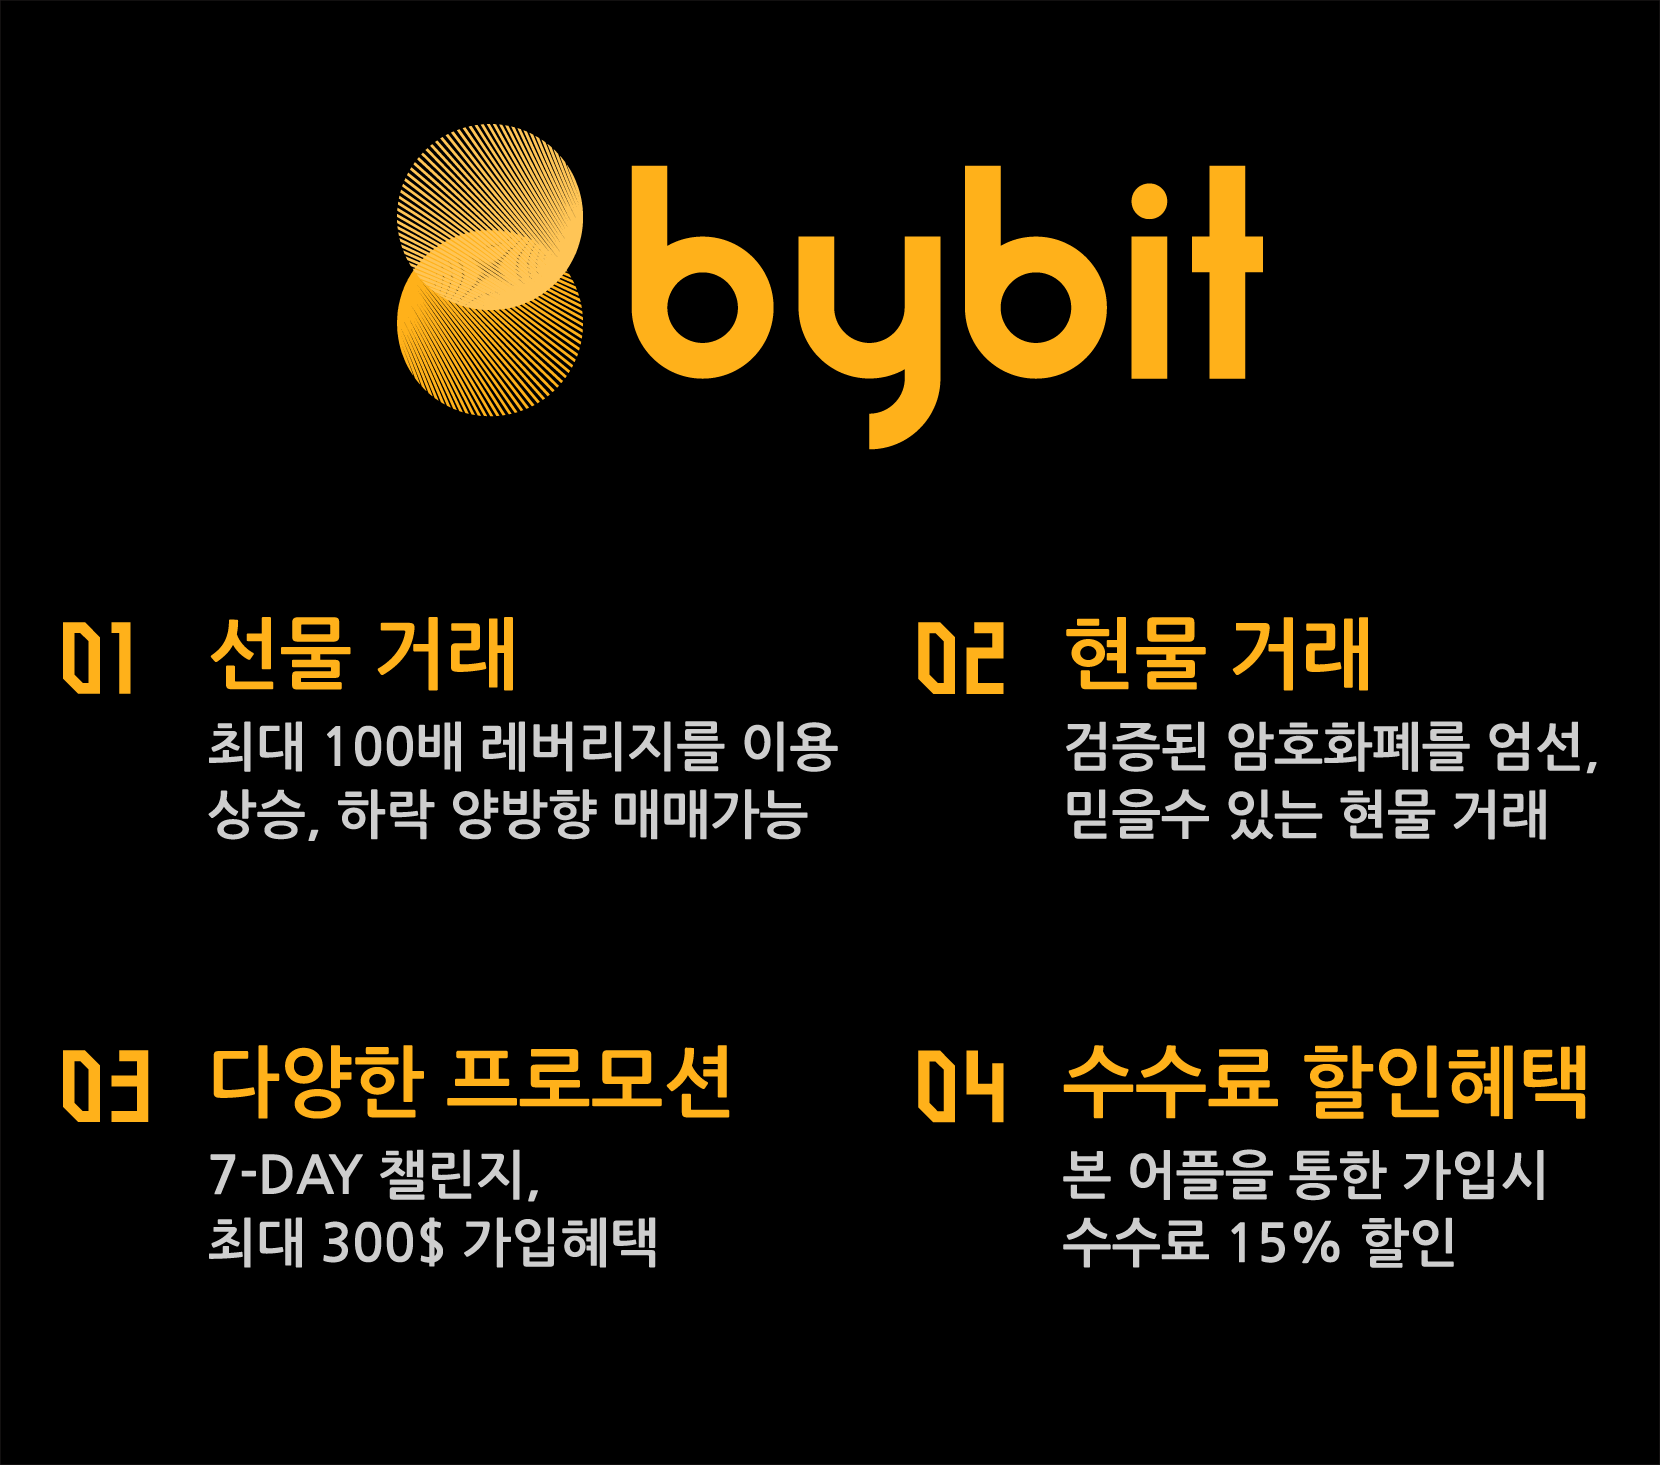 bybit
01 선물 거래
최대 100배 레버리지를 이용
상승, 하락 양방향 매매가능
02 현물 거래
검증된 암호화폐를 엄선,
믿을수 있는 현물 거래
03 다양한 프로모션
7-DAY 챌린지,
최대 300$ 가입혜택
04 수수료 할인혜택
본 어플을 통한 가입시
수수료 15% 할인